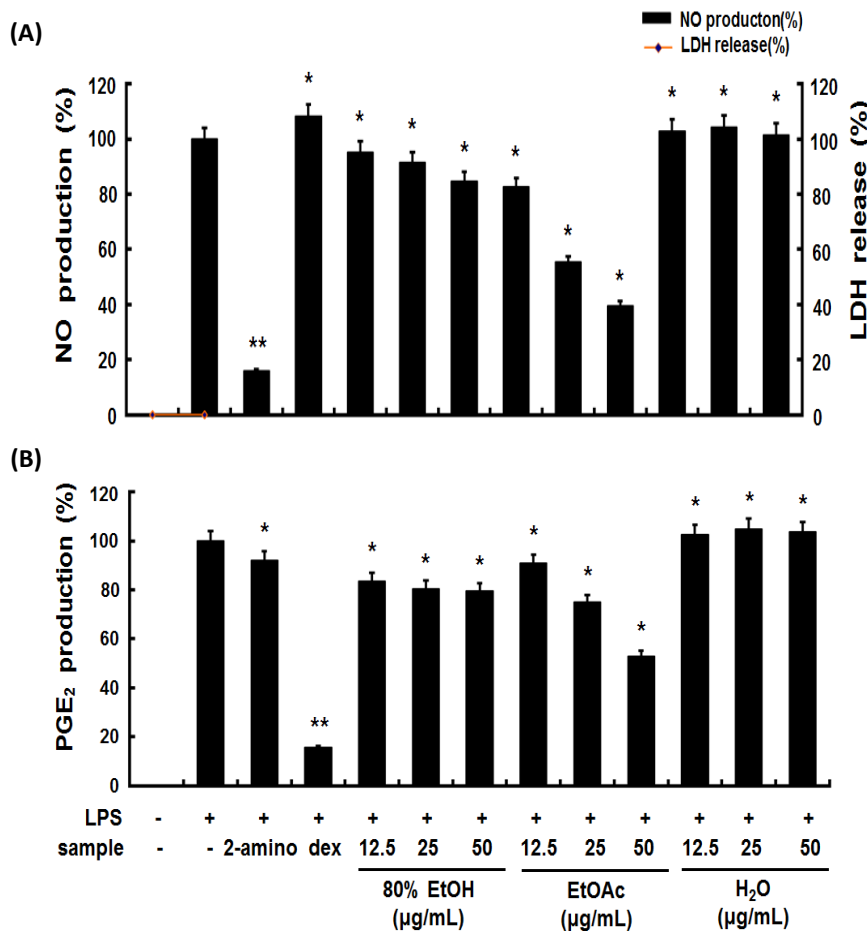 (A)
NO producton(%)
LDH release(%)
NO production (%)
120
100
80
60
40
20
0
* * * * * * * * * * **
LDH release (%)
120
100
80
60
40
20
0
(B)
PGE₂ production (%)
120
100
80
60
40
20
0
* * * * * * * * * * **
LPS - + + + + + + + + + + + +
sample - - 2-amino dex 12.5 25 50 12.5 25 50 12.5 25 50
80% EtOH EtOAc H₂O
(μg/mL) (μg/mL) (μg/mL)